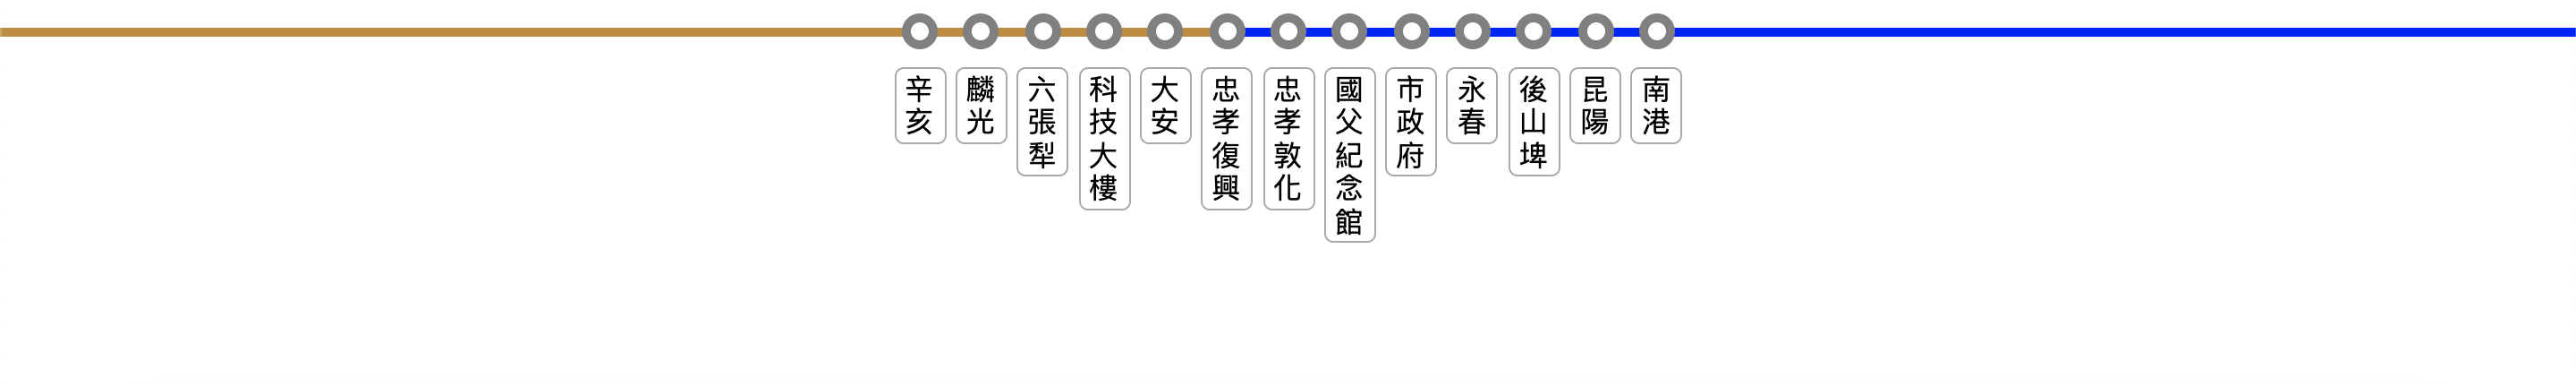 辛亥
麟光
六張犁
科技大樓
大安
忠孝復興
忠孝敦化
國父紀念館
市政府
永春
後山埤
昆陽
南港